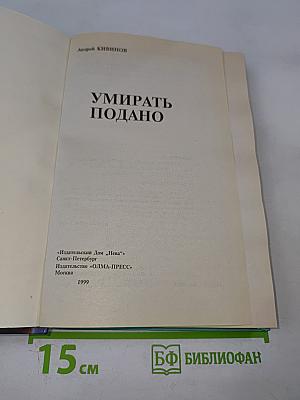 Андрей КИВИНОВ
УМИРАТЬ
ПОДАНО
«Издательский Дом „Нева“»
Санкт-Петербург
Издательство «ОЛМА-ПРЕСС»
Москва
1999
15 см
БФ БИБЛИОФАН